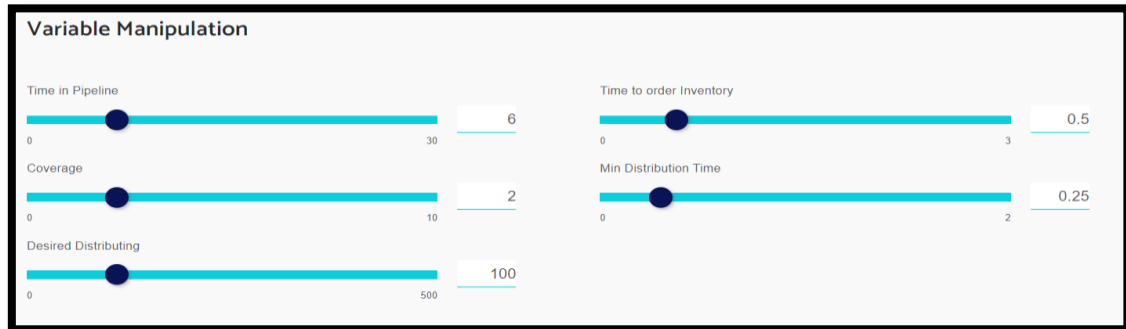 Variable Manipulation
Time in Pipeline
6
0 30
Coverage
2
0 10
Desired Distributing
100
0 500
Time to order Inventory
0.5
0 3
Min Distribution Time
0.25
0 2